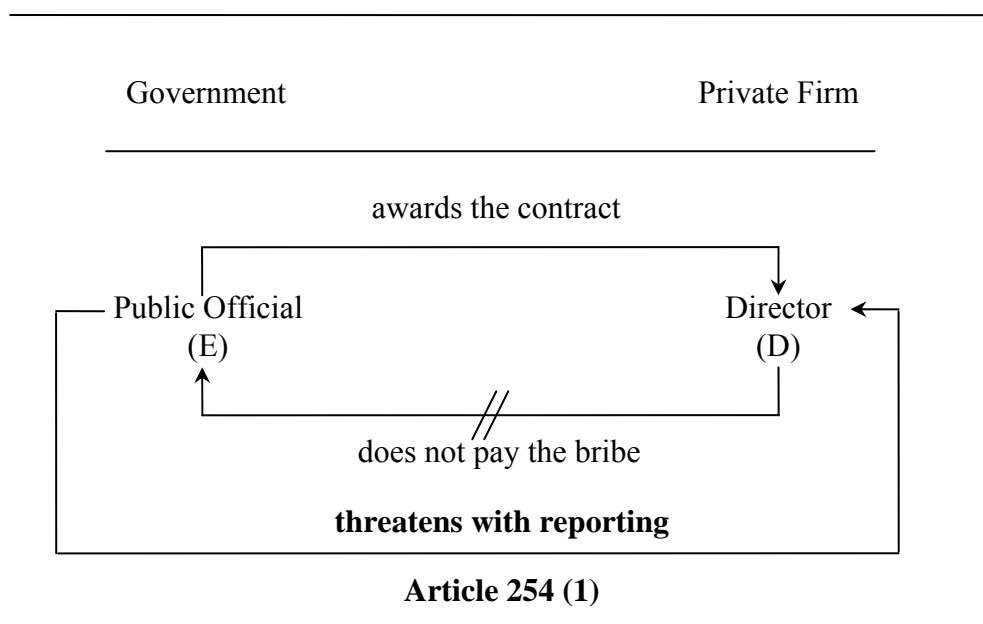 Government Private Firm
awards the contract
Public Official Director
(E) (D)
does not pay the bribe
threatens with reporting
Article 254 (1)